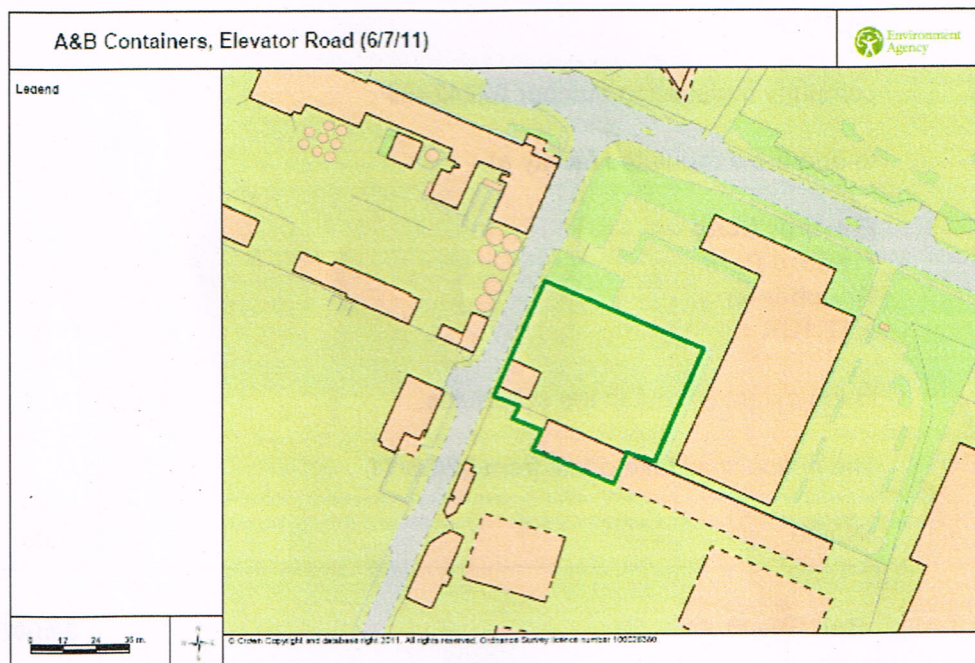 A&B Containers, Elevator Road (6/7/11)
Environment
Agency
Legend
0 12 24 36 m.
© Crown Copyright and database right 2011. All rights reserved. Ordnance Survey licence number 100026380